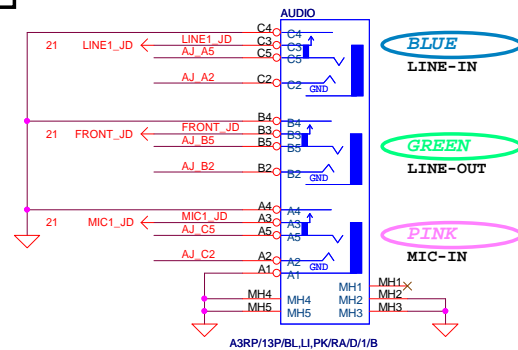 AUDIO
C4 C4
21 LINE1_JD LINE1_JD C3 C3
AJ_A5 C5 C5
BLUE
LINE-IN
AJ_A2 C2 C2
GND
B4 B4
21 FRONT_JD FRONT_JD B3 B3
AJ_B5 B5 B5
GREEN
LINE-OUT
AJ_B2 B2 B2
GND
A4 A4
21 MIC1_JD MIC1_JD A3 A3
AJ_C5 A5 A5
PINK
MIC-IN
AJ_C2 A2 A2
GND
A1 A1
MH1 MH1
MH4 MH4 MH2 MH2
MH5 MH5 MH3 MH3
A3RP/13P/BL,LI,PK/RA/D/1/B